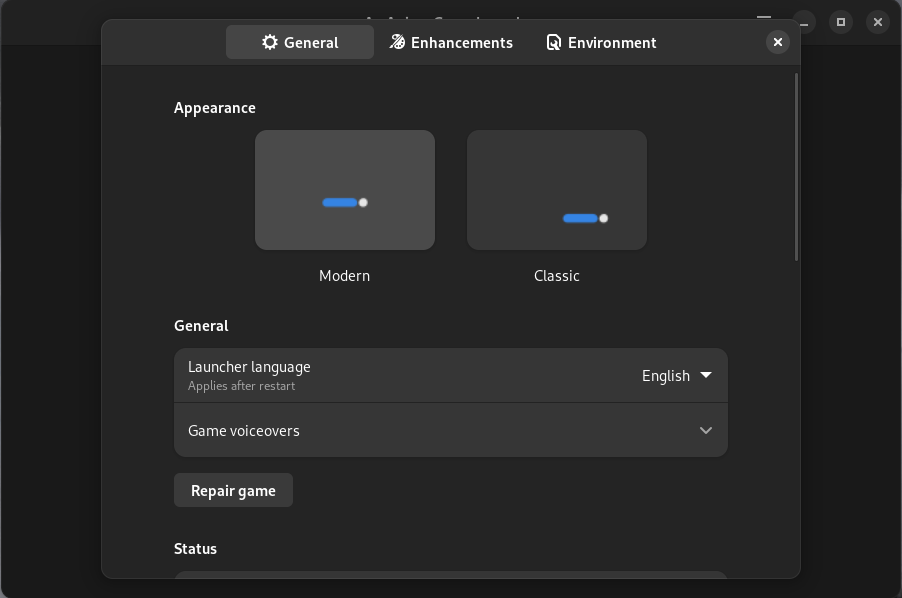 General
Enhancements
Environment
Appearance
Modern
Classic
General
Launcher language
Applies after restart
English
Game voiceovers
Repair game
Status